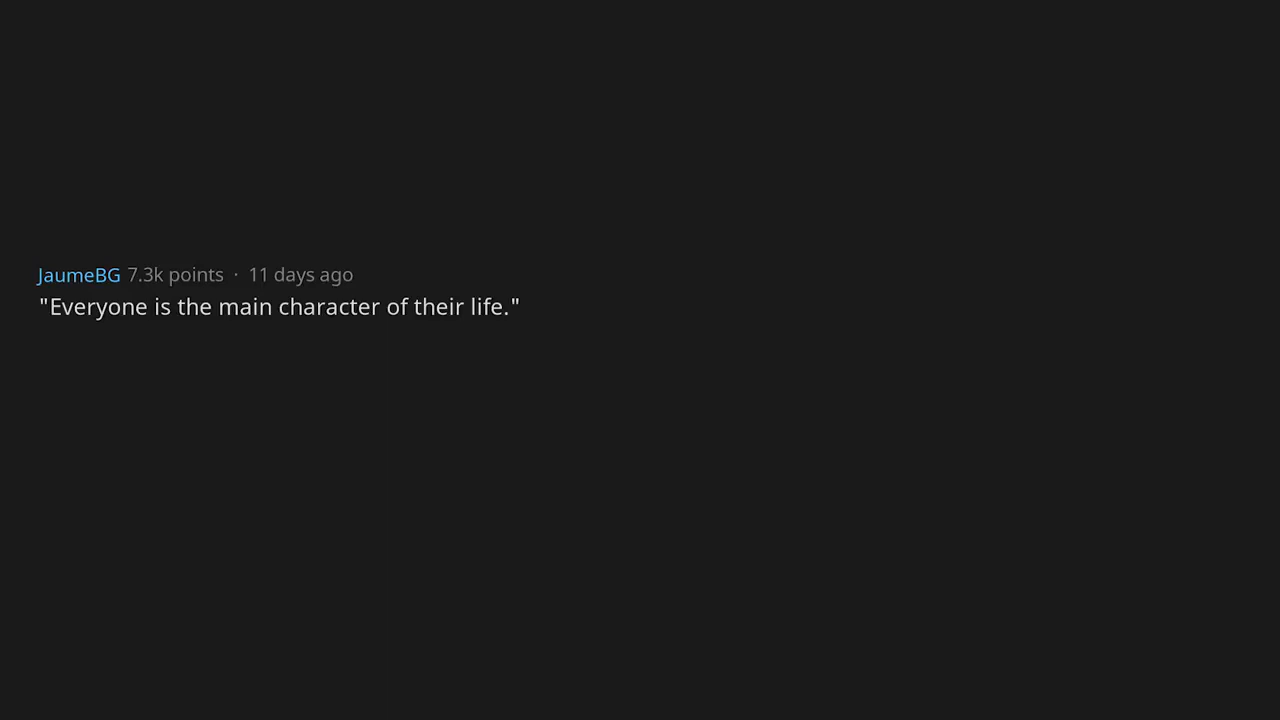 JaumeBG 7.3k points · 11 days ago
"Everyone is the main character of their life."